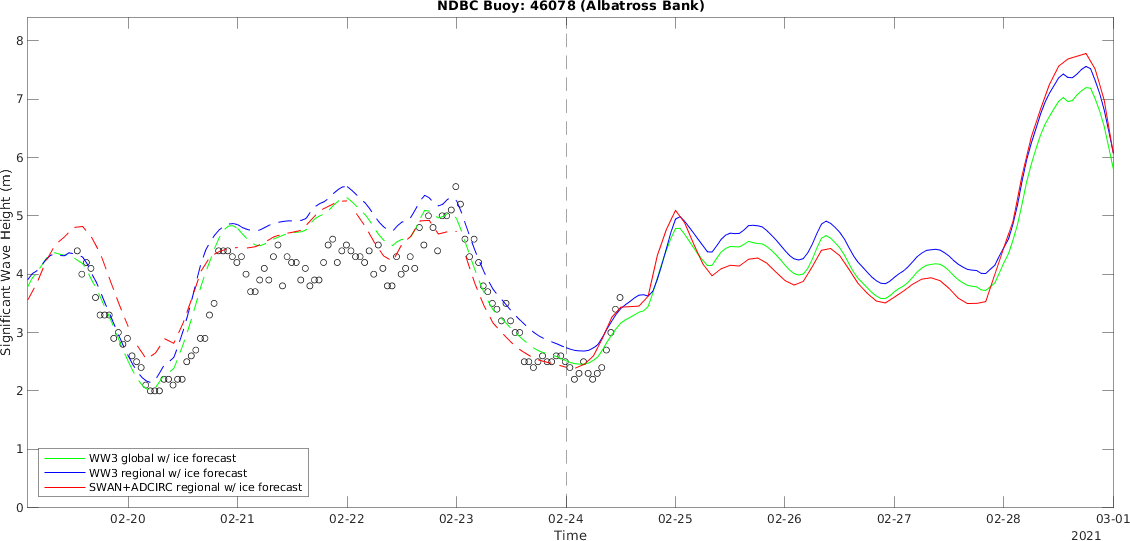 NDBC Buoy: 46078 (Albatross Bank)
Significant Wave Height (m)
8
7
6
5
4
3
2
1
0
WW3 global w/ ice forecast
WW3 regional w/ ice forecast
SWAN+ADCIRC regional w/ ice forecast
02-20 02-21 02-22 02-23 02-24 02-25 02-26 02-27 02-28 03-01
Time
2021